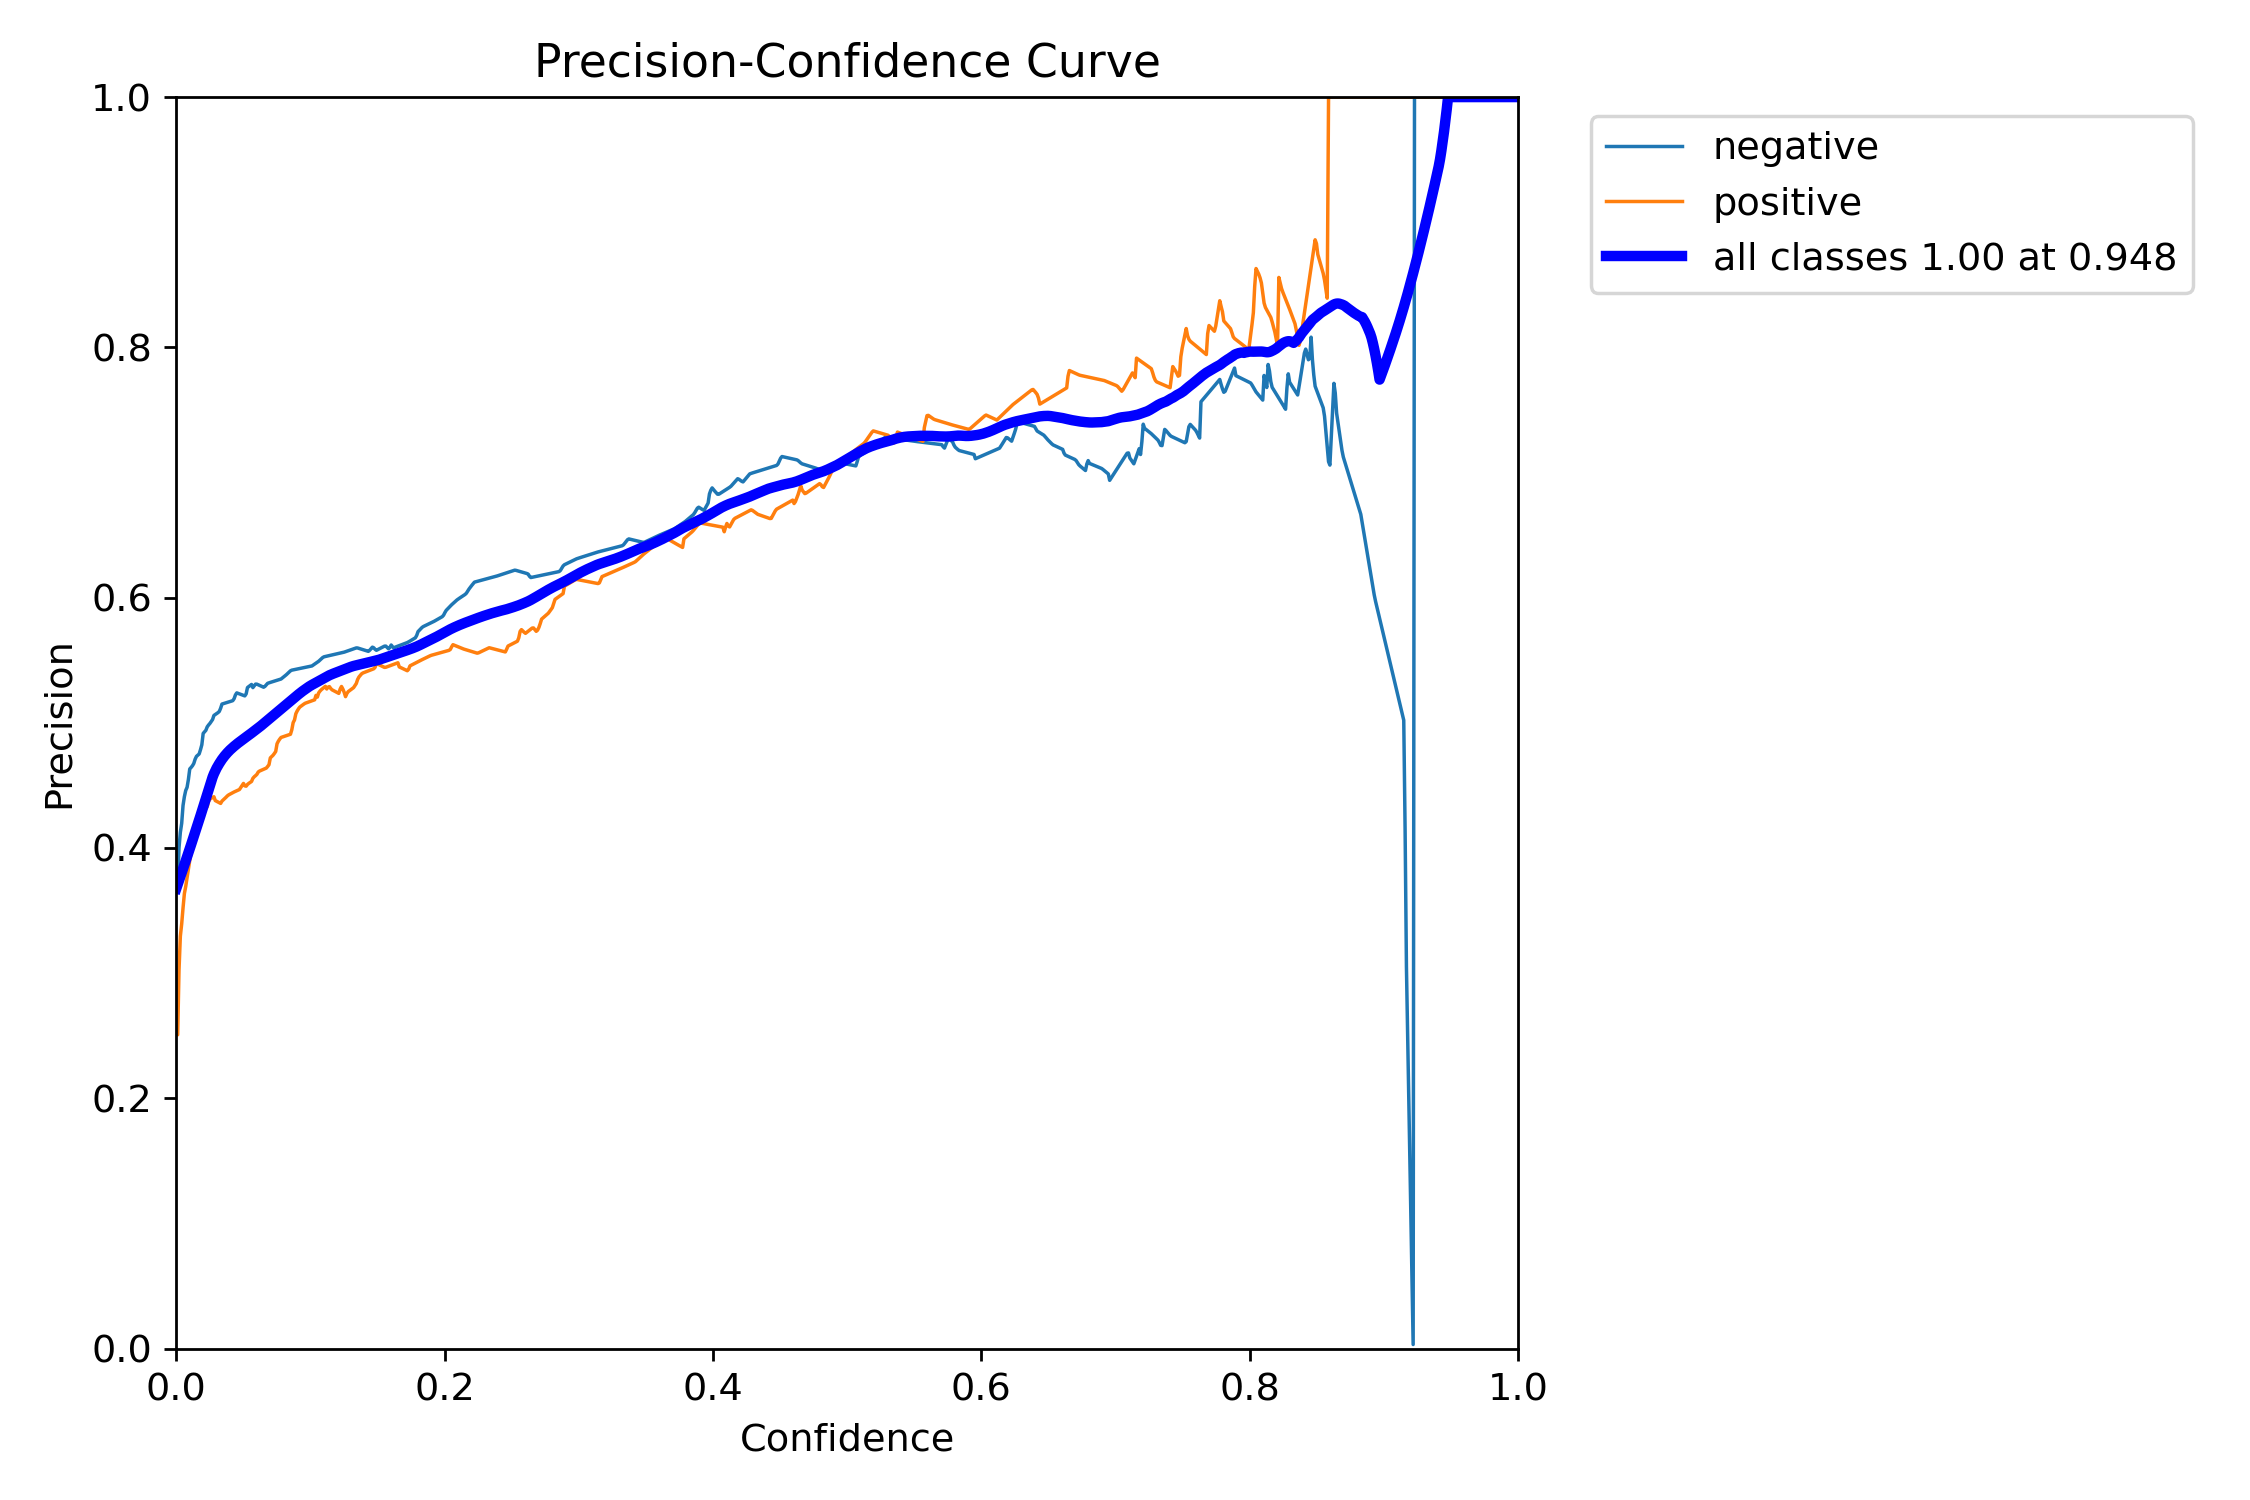 Precision-Confidence Curve
1.0
0.8
0.6
0.4
0.2
0.0
Precision
0.0 0.2 0.4 0.6 0.8 1.0
Confidence
negative
positive
all classes 1.00 at 0.948